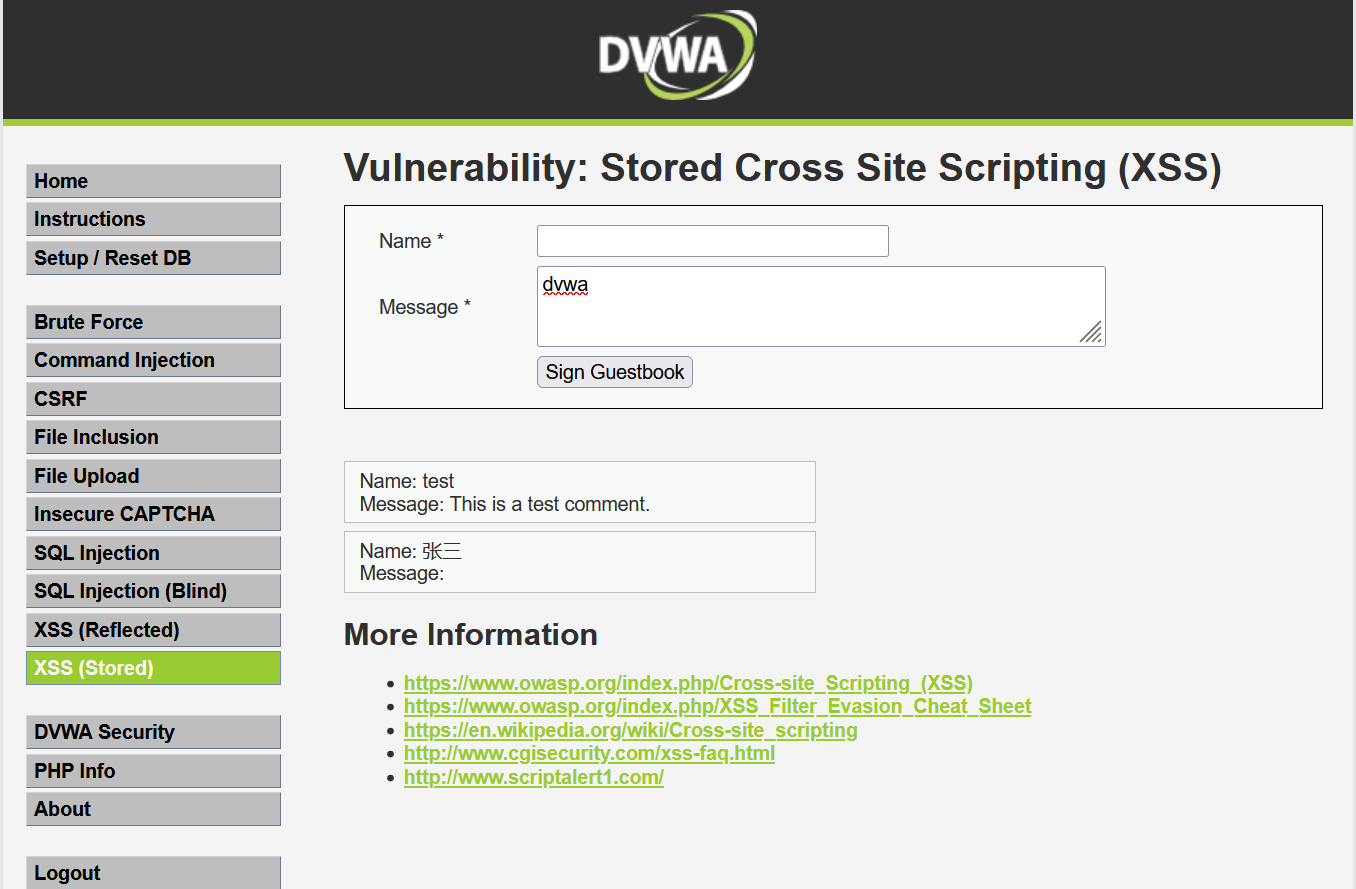 DVWA
Vulnerability: Stored Cross Site Scripting (XSS)
Home
Instructions
Setup / Reset DB
Brute Force
Command Injection
CSRF
File Inclusion
File Upload
Insecure CAPTCHA
SQL Injection
SQL Injection (Blind)
XSS (Reflected)
XSS (Stored)
DVWA Security
PHP Info
About
Logout
Name *
Message *
dvwa
Sign Guestbook
Name: test
Message: This is a test comment.
Name: 张三
Message:
More Information
https://www.owasp.org/index.php/Cross-site_Scripting_(XSS)
https://www.owasp.org/index.php/XSS_Filter_Evasion_Cheat_Sheet
https://en.wikipedia.org/wiki/Cross-site_scripting
http://www.cgisecurity.com/xss-faq.html
http://www.scriptalert1.com/